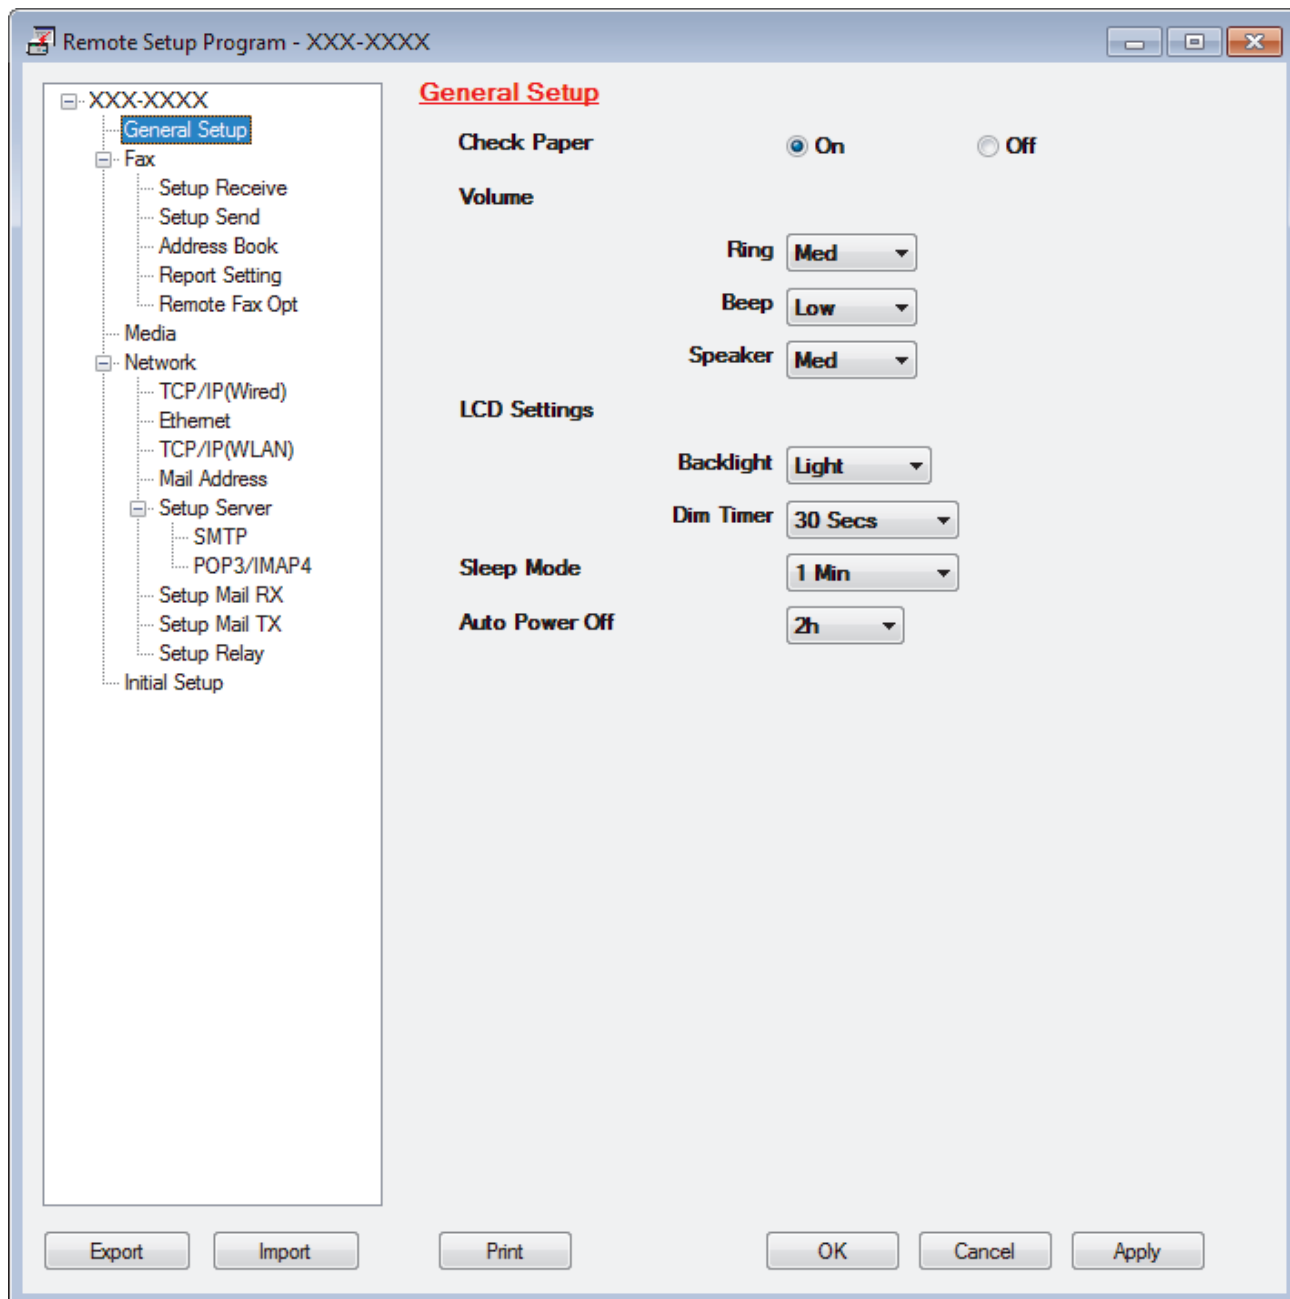 Remote Setup Program - XXX-XXXX
XXX-XXXX
General Setup
Fax
Setup Receive
Setup Send
Address Book
Report Setting
Remote Fax Opt
Media
Network
TCP/IP(Wired)
Ethernet
TCP/IP(WLAN)
Mail Address
Setup Server
SMTP
POP3/IMAP4
Setup Mail RX
Setup Mail TX
Setup Relay
Initial Setup
General Setup
Check Paper On Off
Volume
Ring Med
Beep Low
Speaker Med
LCD Settings
Backlight Light
Dim Timer 30 Secs
Sleep Mode 1 Min
Auto Power Off 2h
Export Import Print OK Cancel Apply